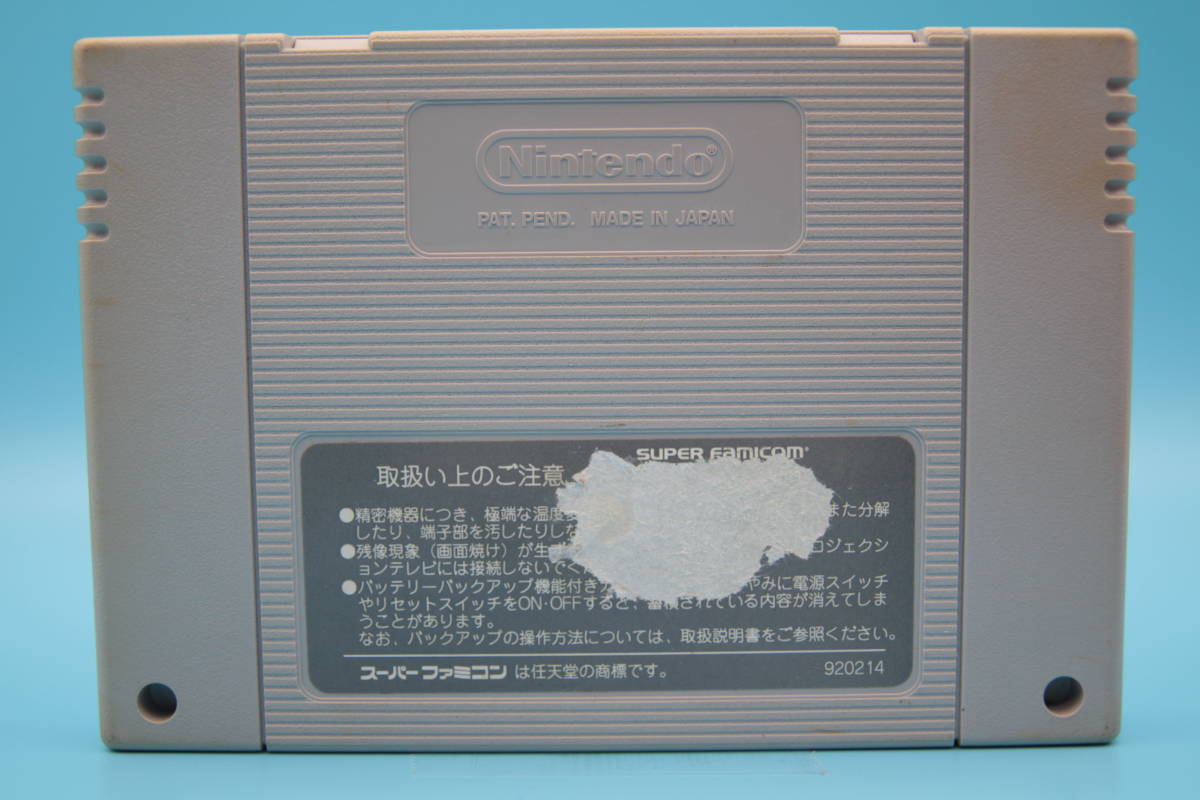 Nintendo®
PAT. PEND. MADE IN JAPAN
SUPER FAMICOM
取扱い上のご注意
●精密機器につき、極端な温度 また分解
したり、端子部を汚したりしな
●残像現象(画面焼け)が生 ロジェクシ
ョンテレビには接続しないでく
●バッテリーバックアップ機能付き やみに電源スイッチ
やリセットスイッチをON・OFFすると、蓄積されている内容が消えてしま
うことがあります。
なお、バックアップの操作方法については、取扱説明書をご参照ください。
スーパーファミコン は任天堂の商標です。 920214